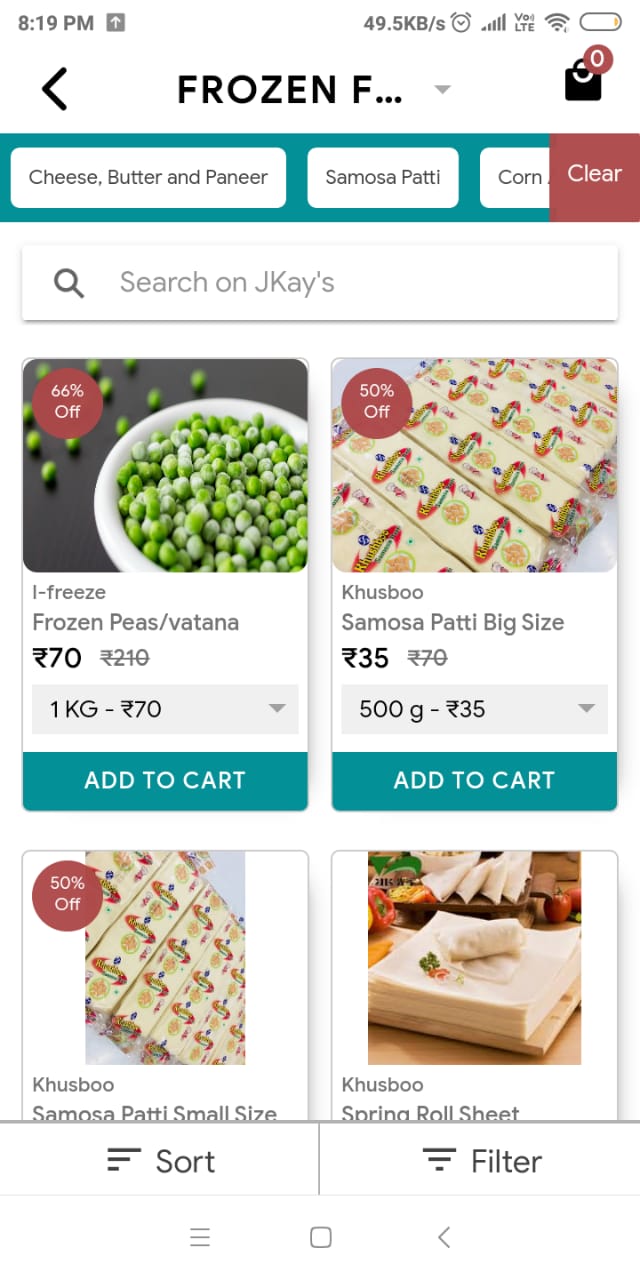 8:19 PM
49.5KB/s
Vo))
LTE
FROZEN F...
0
Cheese, Butter and Paneer
Samosa Patti
Corn
Clear
Search on JKay's
66%
Off
50%
Off
I-freeze
Frozen Peas/vatana
₹70 ₹210
1 KG - ₹70
ADD TO CART
Khusboo
Samosa Patti Big Size
₹35 ₹70
500 g - ₹35
ADD TO CART
50%
Off
Khusboo
Samosa Patti Small Size
Khusboo
Spring Roll Sheet
Sort
Filter